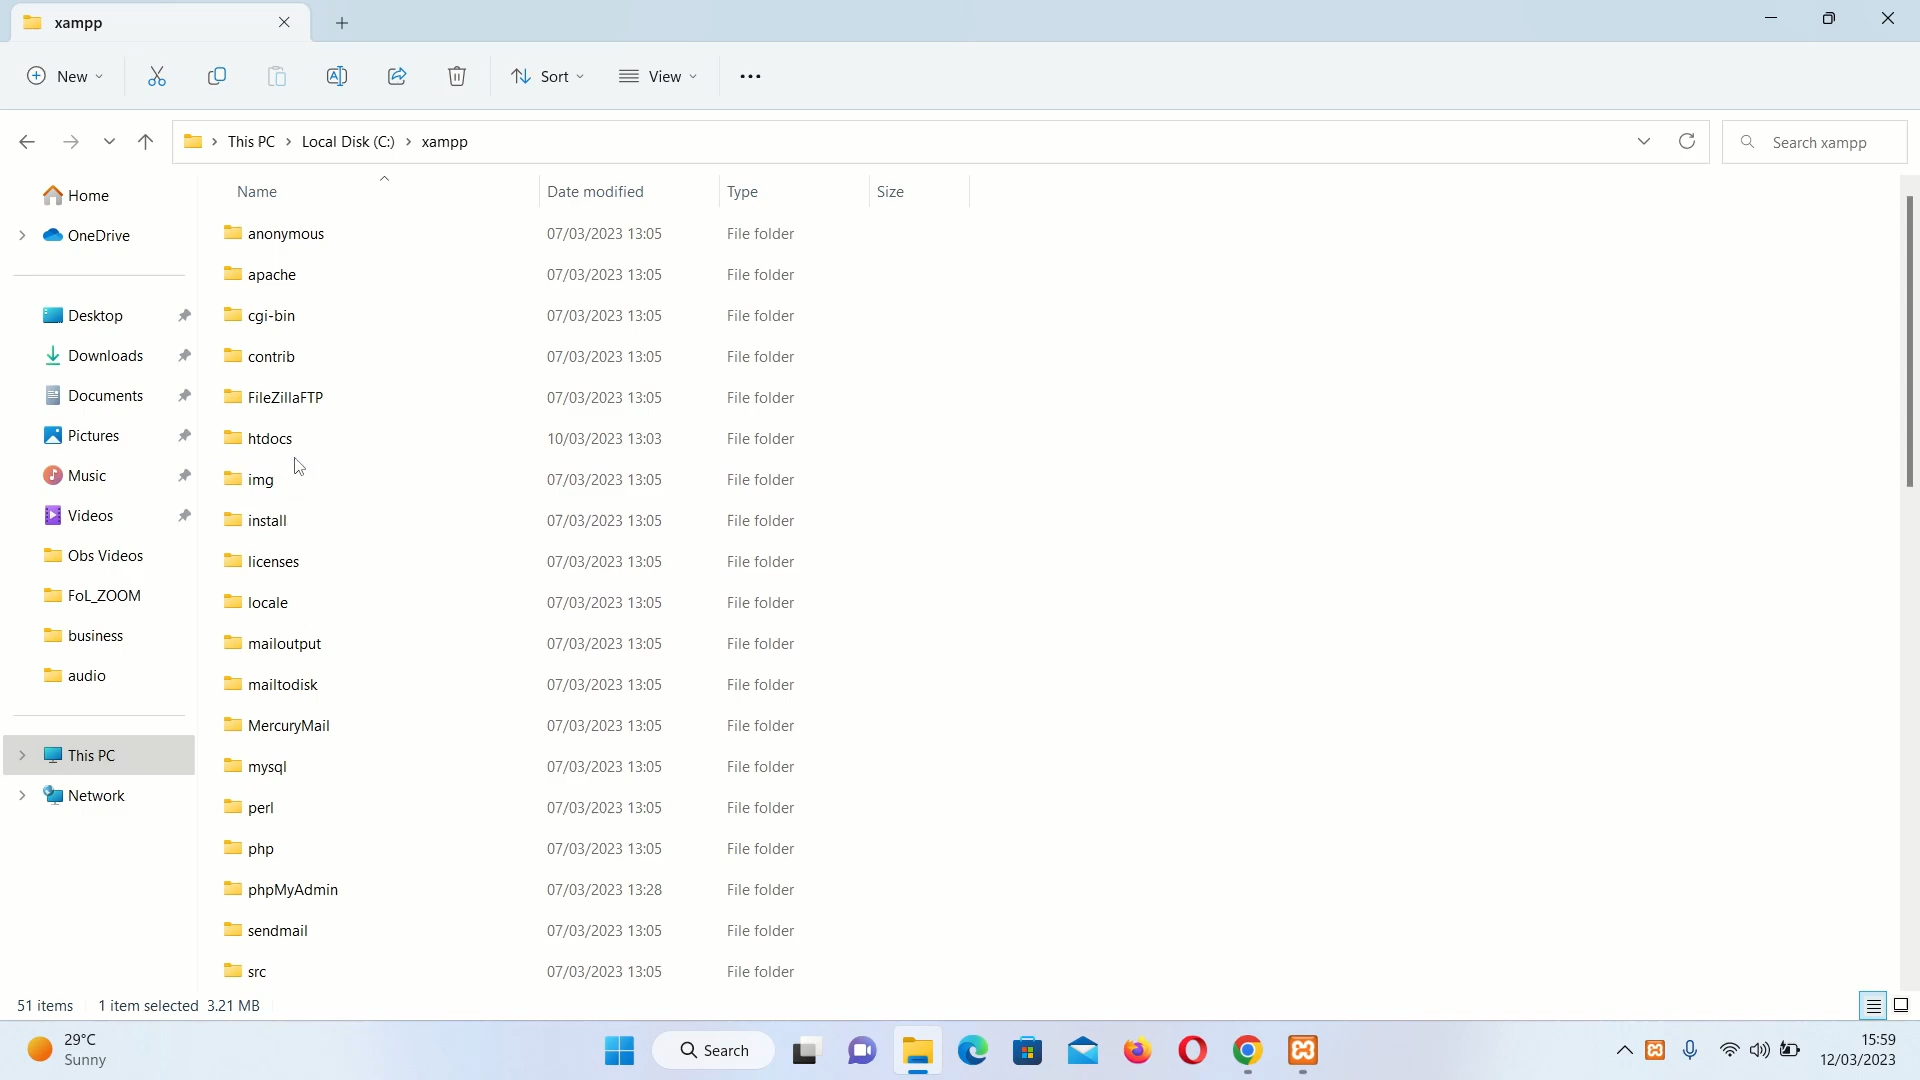 xampp
New
Sort
View
This PC > Local Disk (C:) > xampp
Search xampp
Name Date modified Type Size
Home
OneDrive
Desktop
Downloads
Documents
Pictures
Music
Videos
Obs Videos
FoL_ZOOM
business
audio
This PC
Network
anonymous 07/03/2023 13:05 File folder
apache 07/03/2023 13:05 File folder
cgi-bin 07/03/2023 13:05 File folder
contrib 07/03/2023 13:05 File folder
FileZillaFTP 07/03/2023 13:05 File folder
htdocs 10/03/2023 13:03 File folder
img 07/03/2023 13:05 File folder
install 07/03/2023 13:05 File folder
licenses 07/03/2023 13:05 File folder
locale 07/03/2023 13:05 File folder
mailoutput 07/03/2023 13:05 File folder
mailtodisk 07/03/2023 13:05 File folder
MercuryMail 07/03/2023 13:05 File folder
mysql 07/03/2023 13:05 File folder
perl 07/03/2023 13:05 File folder
php 07/03/2023 13:05 File folder
phpMyAdmin 07/03/2023 13:28 File folder
sendmail 07/03/2023 13:05 File folder
src 07/03/2023 13:05 File folder
51 items 1 item selected 3.21 MB
29°C
Sunny
Search
15:59
12/03/2023